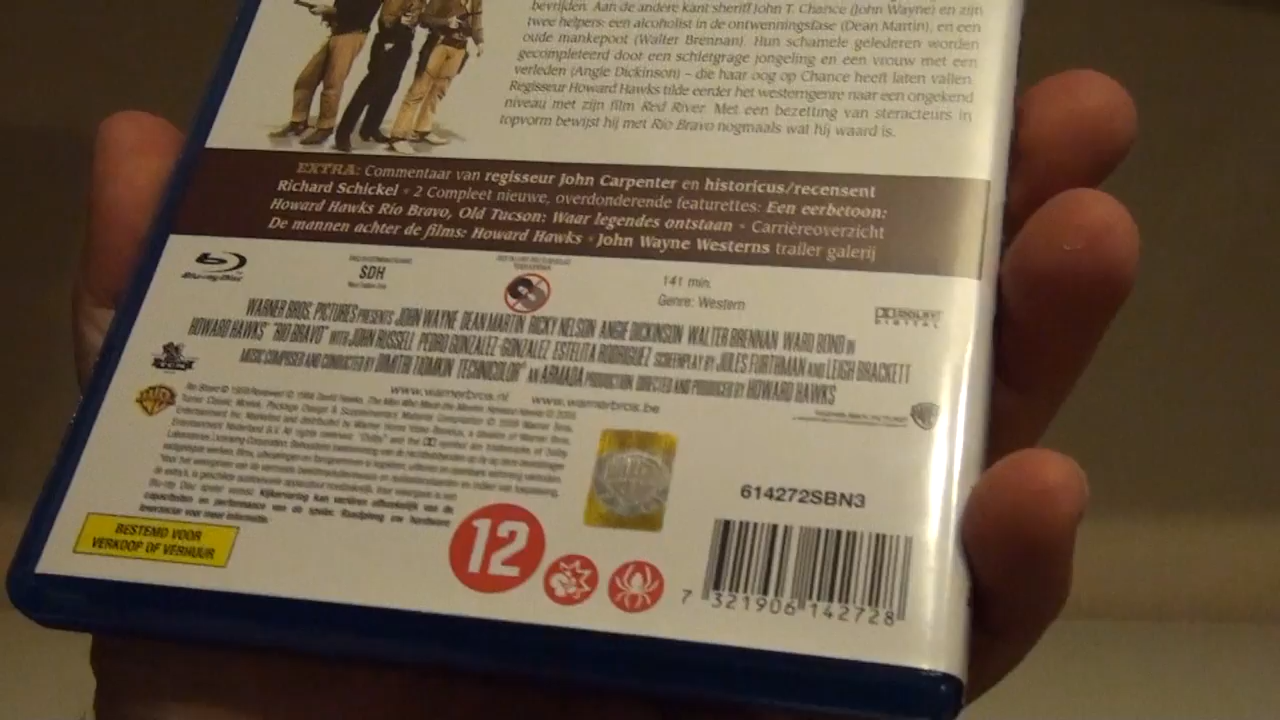 bevrijden. Aan de andere kant sheriff John T. Chance (John Wayne) en zijn
twee helpers: een alcoholist in de ontwenningsfase (Dean Martin), en een
oude mankepoot (Walter Brennan). Hun schamele gelederen worden
gecompleteerd door een schietgrage jongeling en een vrouw met een
verleden (Angie Dickinson) – die haar oog op Chance heeft laten vallen.
Regisseur Howard Hawks tilde eerder het westerngenre naar een ongekend
niveau met zijn film Red River. Met een bezetting van steracteurs in
topvorm bewijst hij met Rio Bravo nogmaals wat hij waard is.
EXTRA: Commentaar van regisseur John Carpenter en historicus/recensent
Richard Schickel • 2 Compleet nieuwe, overdonderende featurettes: Een eerbetoon:
Howard Hawks Rio Bravo, Old Tucson: Waar legendes ontstaan • Carrièreoverzicht
De mannen achter de films: Howard Hawks • John Wayne Westerns trailer galerij
Blu-ray Disc
SDH
141 min.
Genre: Western
DOLBY
DIGITAL
WARNER BROS. PICTURES PRESENTS JOHN WAYNE DEAN MARTIN RICKY NELSON ANGIE DICKINSON WALTER BRENNAN WARD BOND IN
HOWARD HAWKS' "RIO BRAVO" WITH JOHN RUSSELL PEDRO GONZALEZ-GONZALEZ ESTELITA RODRIGUEZ SCREENPLAY BY JULES FURTHMAN AND LEIGH BRACKETT
MUSIC COMPOSED AND CONDUCTED BY DIMITRI TIOMKIN TECHNICOLOR® AN ARMADA PRODUCTION DIRECTED AND PRODUCED BY HOWARD HAWKS
www.warnerbros.nl www.warnerbros.be
BESTEMD VOOR
VERKOOP OF VERHUUR
12
614272SBN3
7 321906 142728